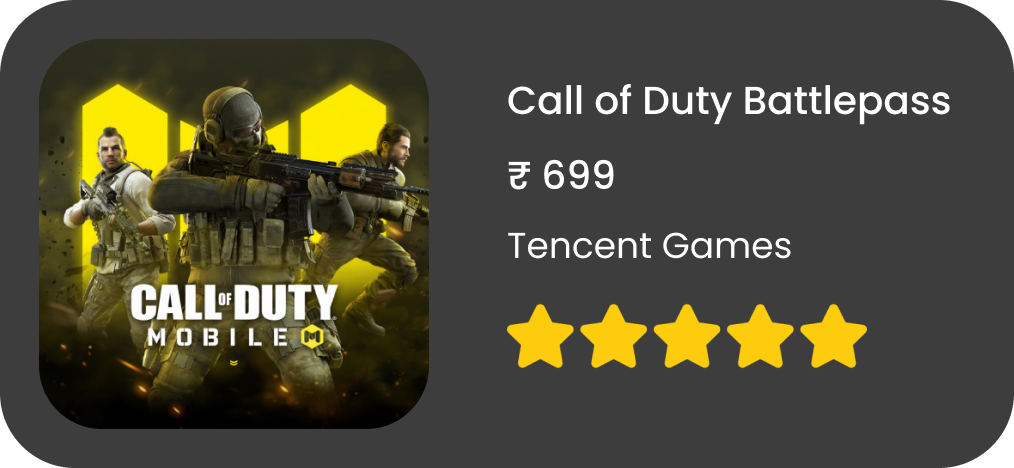 CALL OF DUTY
MOBILE
Call of Duty Battlepass
₹ 699
Tencent Games